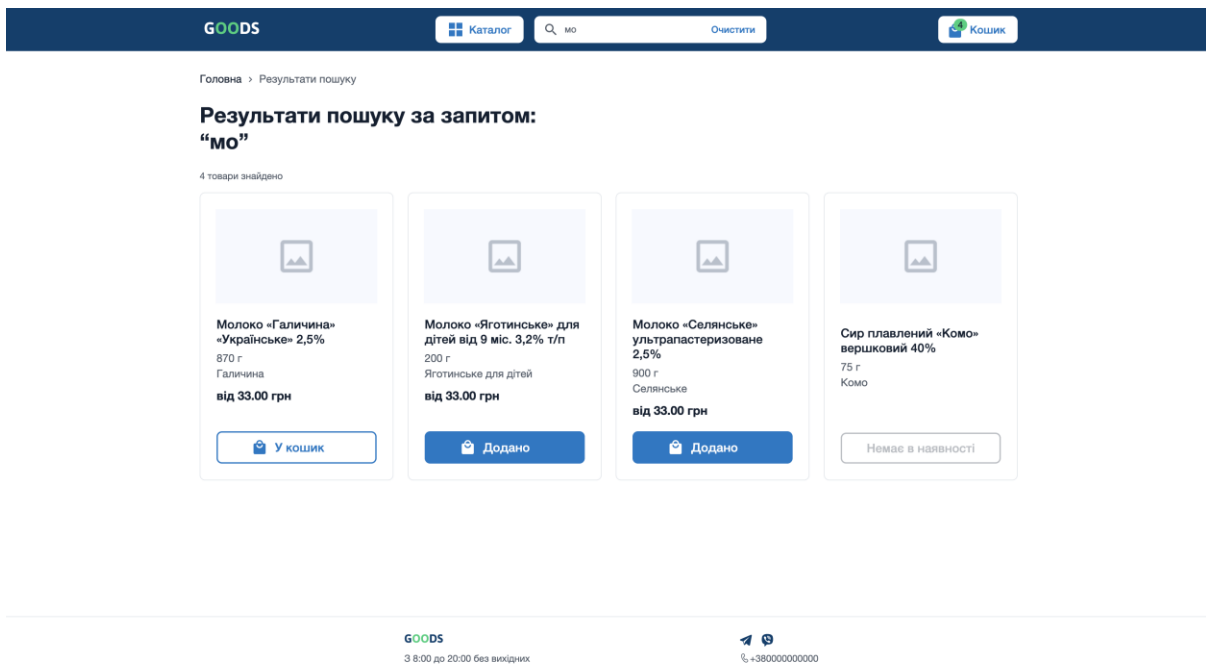 GOODS
Каталог
мо
Очистити
4
Кошик
Головна > Результати пошуку
Результати пошуку за запитом:
“мо”
4 товари знайдено
Молоко «Галичина»
«Українське» 2,5%
870 г
Галичина
від 33.00 грн
У кошик
Молоко «Яготинське» для
дітей від 9 міс. 3,2% т/п
200 г
Яготинське для дітей
від 33.00 грн
Додано
Молоко «Селянське»
ультрапастеризоване
2,5%
900 г
Селянське
від 33.00 грн
Додано
Сир плавлений «Комо»
вершковий 40%
75 г
Комо
Немає в наявності
GOODS
З 8:00 до 20:00 без вихідних
+380000000000